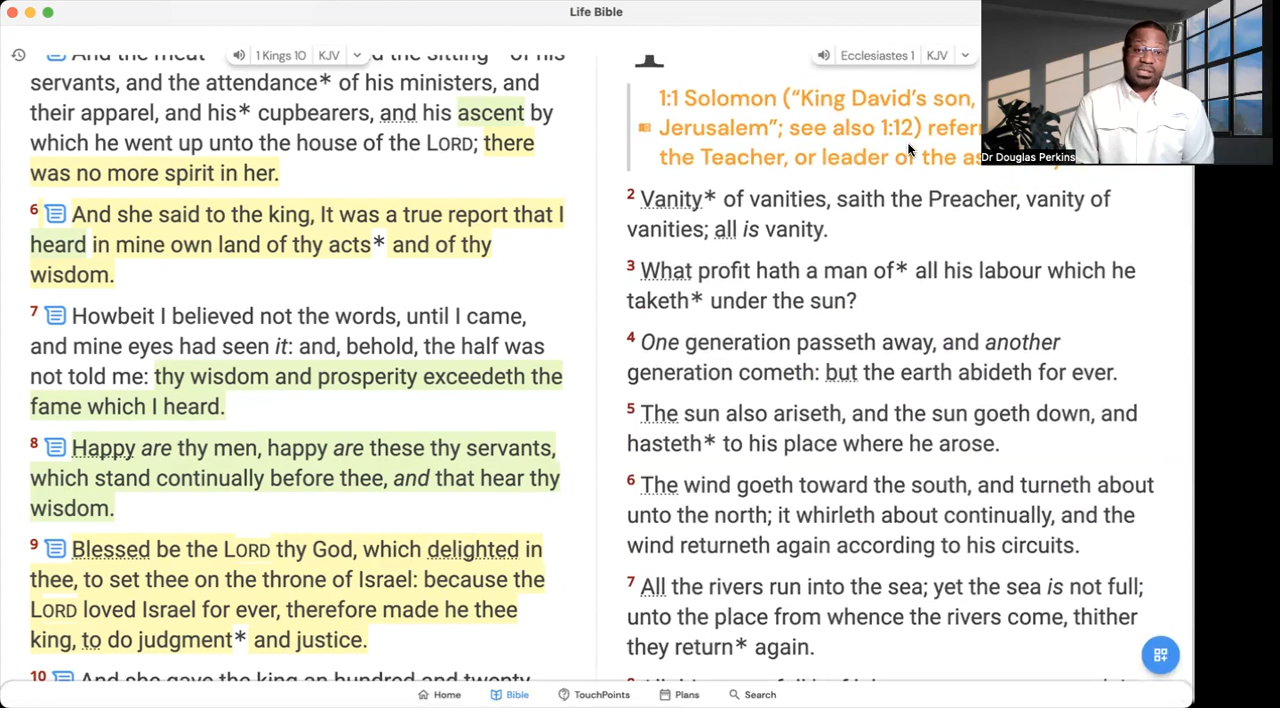 Life Bible
1 Kings 10 KJV
servants, and the attendance* of his ministers, and
their apparel, and his* cupbearers, and his ascent by
which he went up unto the house of the LORD; there
was no more spirit in her.
6 And she said to the king, It was a true report that I
heard in mine own land of thy acts* and of thy
wisdom.
7 Howbeit I believed not the words, until I came,
and mine eyes had seen it: and, behold, the half was
not told me: thy wisdom and prosperity exceedeth the
fame which I heard.
8 Happy are thy men, happy are these thy servants,
which stand continually before thee, and that hear thy
wisdom.
9 Blessed be the LORD thy God, which delighted in
thee, to set thee on the throne of Israel: because the
LORD loved Israel for ever, therefore made he thee
king, to do judgment* and justice.
10 And she gave the king an hundred and twenty
Ecclesiastes 1 KJV
1:1 Solomon (“King David’s son,
Jerusalem”; see also 1:12) refer
the Teacher, or leader of the as
2 Vanity* of vanities, saith the Preacher, vanity of
vanities; all is vanity.
3 What profit hath a man of* all his labour which he
taketh* under the sun?
4 One generation passeth away, and another
generation cometh: but the earth abideth for ever.
5 The sun also ariseth, and the sun goeth down, and
hasteth* to his place where he arose.
6 The wind goeth toward the south, and turneth about
unto the north; it whirleth about continually, and the
wind returneth again according to his circuits.
7 All the rivers run into the sea; yet the sea is not full;
unto the place from whence the rivers come, thither
they return* again.
Dr Douglas Perkins
Home Bible TouchPoints Plans Search